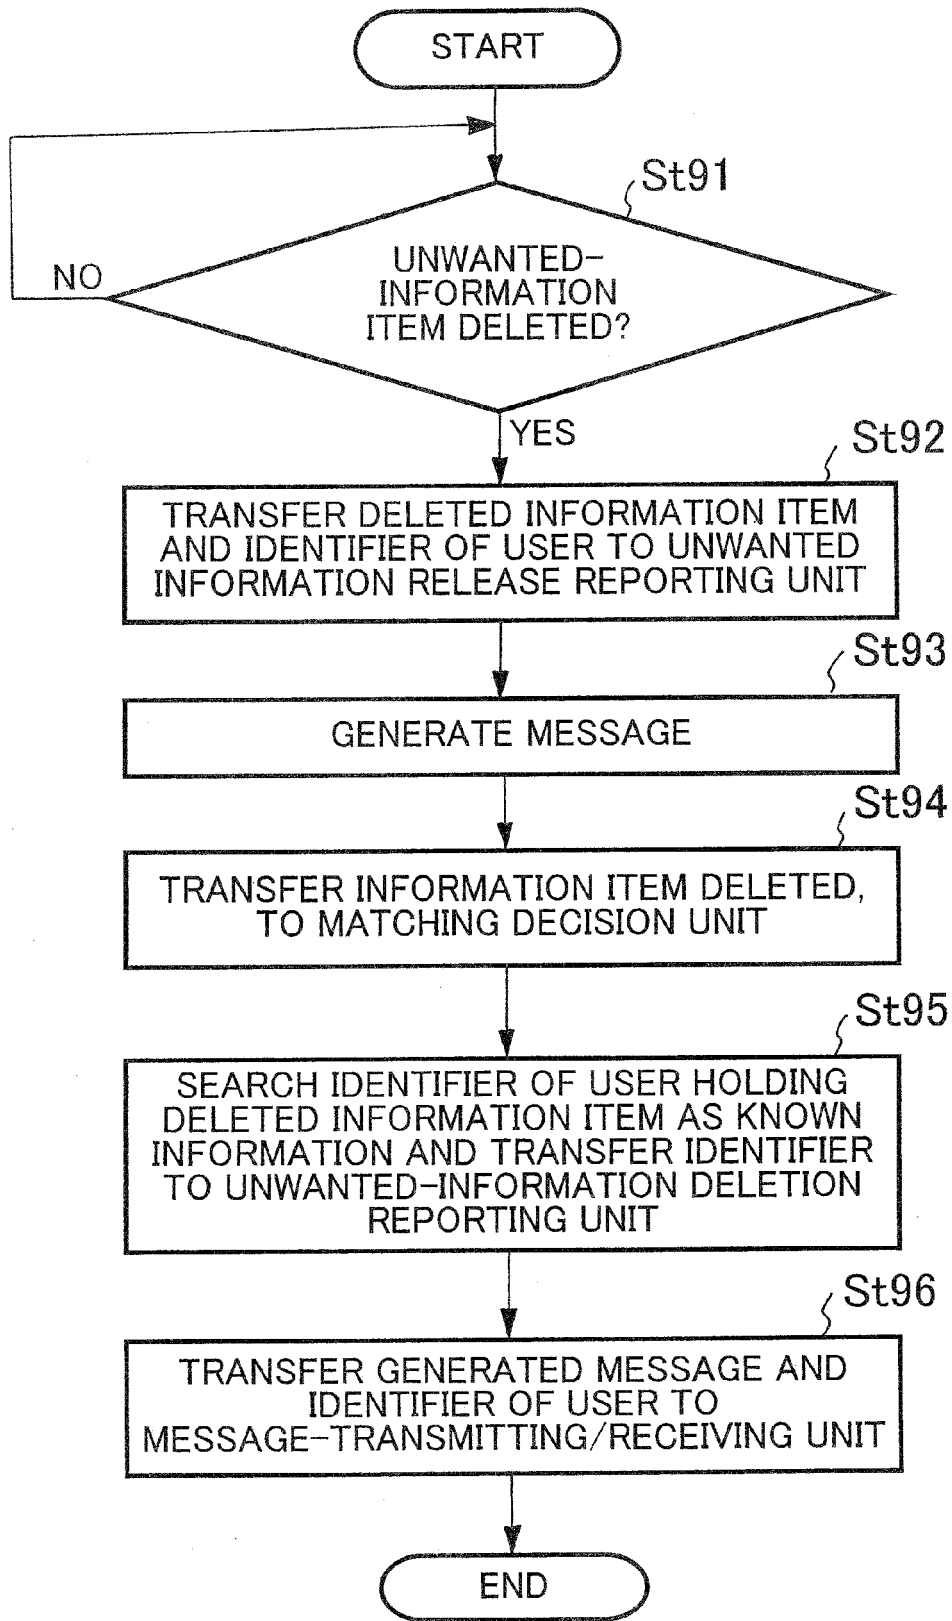 START
St91
UNWANTED-
INFORMATION
ITEM DELETED?
NO
YES
St92
TRANSFER DELETED INFORMATION ITEM
AND IDENTIFIER OF USER TO UNWANTED
INFORMATION RELEASE REPORTING UNIT
St93
GENERATE MESSAGE
St94
TRANSFER INFORMATION ITEM DELETED,
TO MATCHING DECISION UNIT
St95
SEARCH IDENTIFIER OF USER HOLDING
DELETED INFORMATION ITEM AS KNOWN
INFORMATION AND TRANSFER IDENTIFIER
TO UNWANTED-INFORMATION DELETION
REPORTING UNIT
St96
TRANSFER GENERATED MESSAGE AND
IDENTIFIER OF USER TO
MESSAGE-TRANSMITTING/RECEIVING UNIT
END